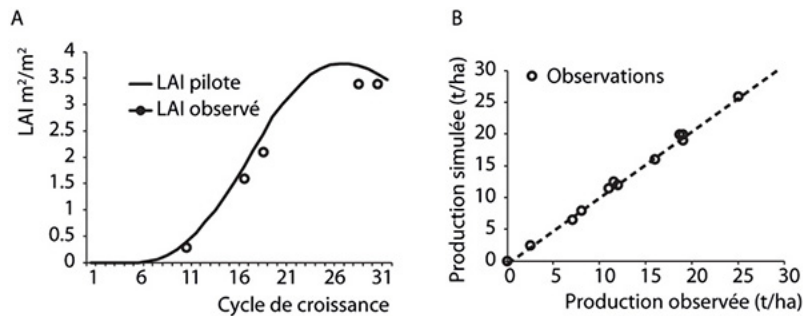 A
LAI m²/m²
4
3.5
3
2.5
2
1.5
1
0.5
0
LAI pilote
LAI observé
1 6 11 16 21 26 31
Cycle de croissance
B
Production simulée (t/ha)
30
25
20
15
10
5
0
Observations
0 5 10 15 20 25 30
Production observée (t/ha)